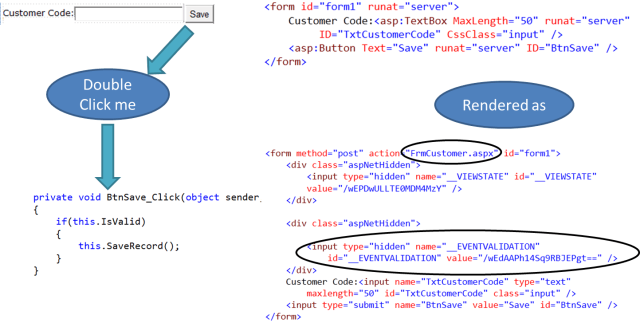 Customer Code:
Save
Double
Click me
private void BtnSave_Click(object sender,
{
if(this.IsValid)
{
this.SaveRecord();
}
}
<form id="form1" runat="server">
Customer Code:<asp:TextBox MaxLength="50" runat="server"
ID="TxtCustomerCode" CssClass="input" />
<asp:Button Text="Save" runat="server" ID="BtnSave" />
</form>
Rendered as
<form method="post" action="FrmCustomer.aspx" id="form1">
<div class="aspNetHidden">
<input type="hidden" name="__VIEWSTATE" id="__VIEWSTATE"
value="/wEPDwULLTE0MDM4MzY" />
</div>
<div class="aspNetHidden">
<input type="hidden" name="__EVENTVALIDATION"
id="__EVENTVALIDATION" value="/wEdAAPh14Sq9RBJEPgt==" />
</div>
Customer Code:<input name="TxtCustomerCode" type="text"
maxlength="50" id="TxtCustomerCode" class="input" />
<input type="submit" name="BtnSave" value="Save" id="BtnSave" />
</form>